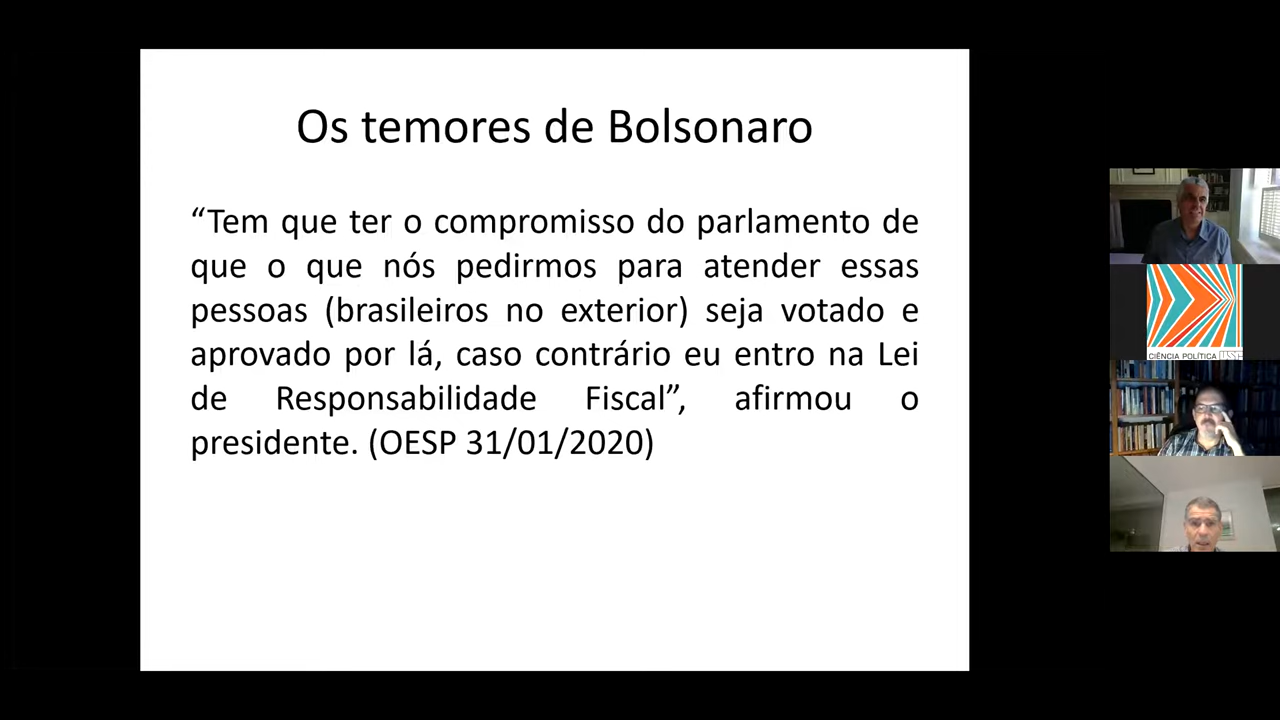 Os temores de Bolsonaro
“Tem que ter o compromisso do parlamento de
que o que nós pedirmos para atender essas
pessoas (brasileiros no exterior) seja votado e
aprovado por lá, caso contrário eu entro na Lei
de Responsabilidade Fiscal”, afirmou o
presidente. (OESP 31/01/2020)
CIÊNCIA POLÍTICA USP